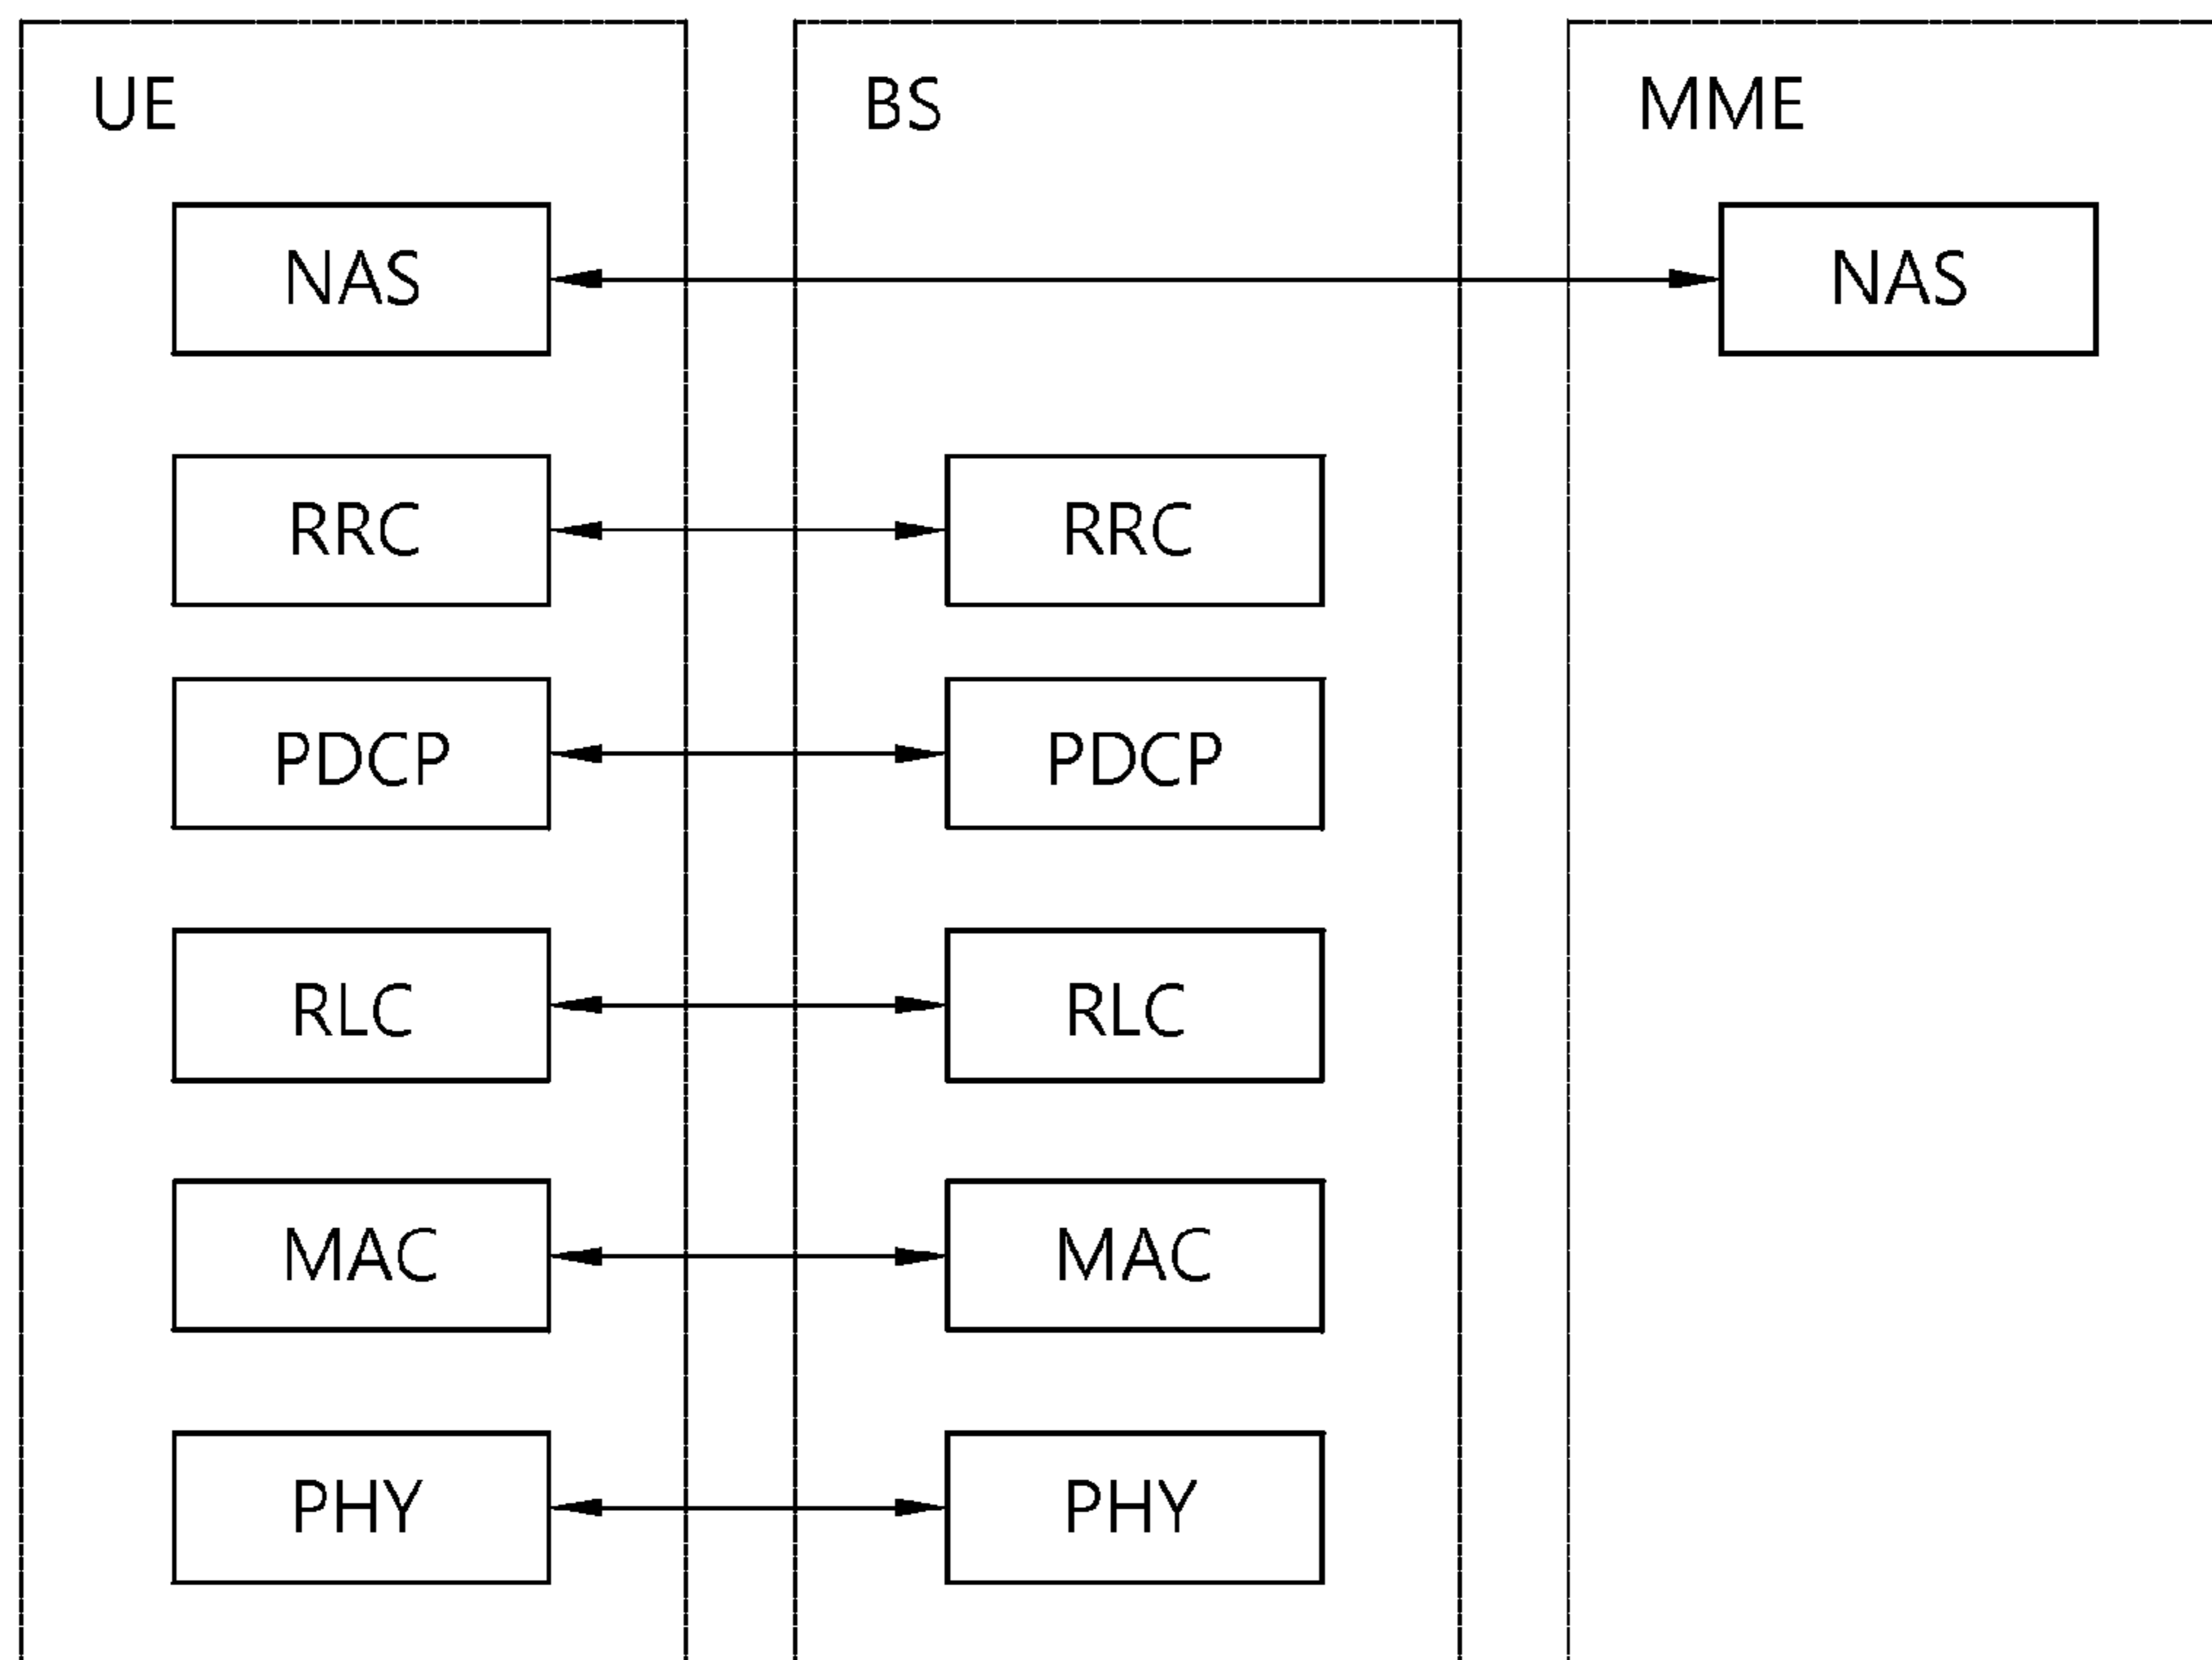 UE BS MME
NAS NAS
RRC RRC
PDCP PDCP
RLC RLC
MAC MAC
PHY PHY